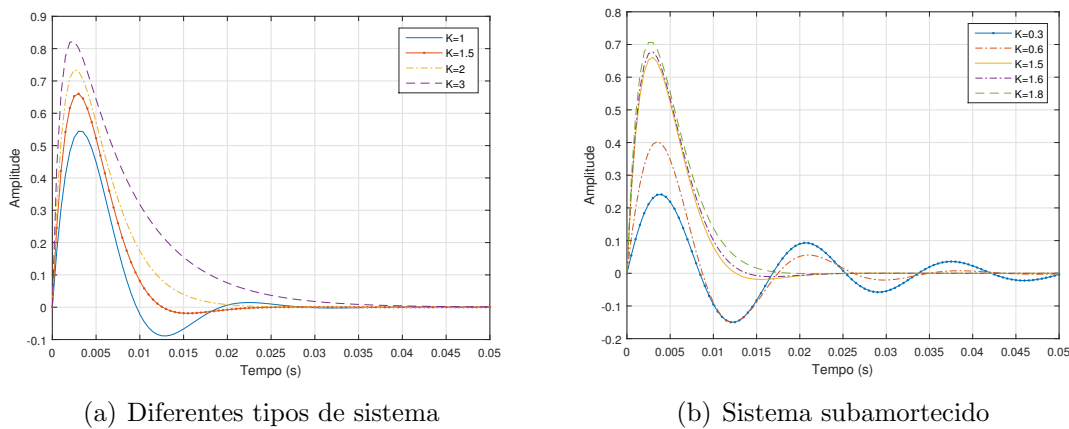 0.9
0.8
0.7
0.6
0.5
0.4
0.3
0.2
0.1
0
-0.1
Amplitude
0 0.005 0.01 0.015 0.02 0.025 0.03 0.035 0.04 0.045 0.05
Tempo (s)
K=1
K=1.5
K=2
K=3
(a) Diferentes tipos de sistema
0.8
0.7
0.6
0.5
0.4
0.3
0.2
0.1
0
-0.1
-0.2
Amplitude
0 0.005 0.01 0.015 0.02 0.025 0.03 0.035 0.04 0.045 0.05
Tempo (s)
K=0.3
K=0.6
K=1.5
K=1.6
K=1.8
(b) Sistema subamortecido